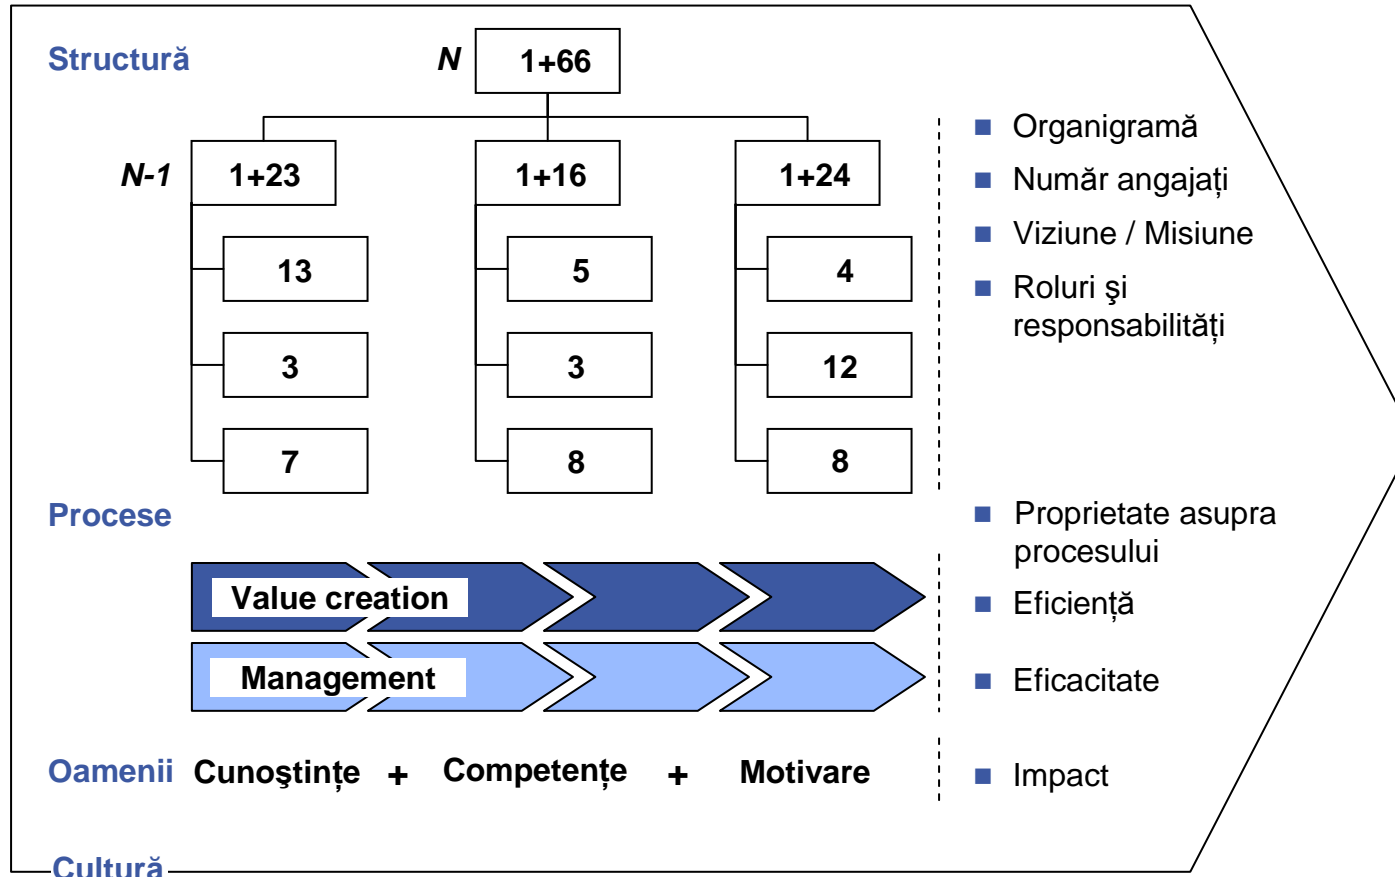 Structură
N
1+66
N-1
1+23
1+16
1+24
13
5
4
3
3
12
7
8
8
Organigramă
Număr angajați
Viziune / Misiune
Roluri şi
responsabilități
Procese
Value creation
Management
Proprietate asupra
procesului
Eficiență
Eficacitate
Oamenii
Cunoştințe + Competențe + Motivare
Impact
Cultură